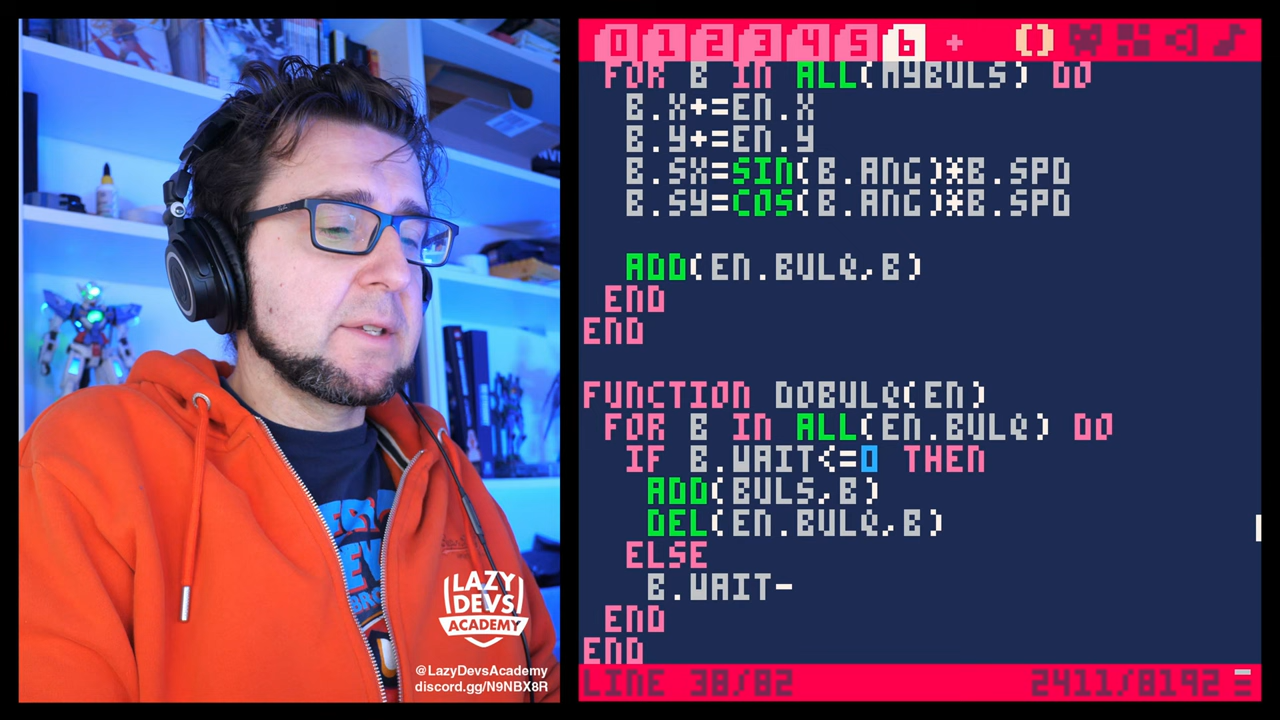 0 1 2 3 4 5 6 + ()
FOR B IN ALL(MYBULS) DO
B.X+=EN.X
B.Y+=EN.Y
B.SX=SIN(B.ANG)*B.SPD
B.SY=COS(B.ANG)*B.SPD
ADD(EN.BULQ,B)
END
END
FUNCTION DOBULQ(EN)
FOR B IN ALL(EN.BULQ) DO
IF B.WAIT<=0 THEN
ADD(BULS,B)
DEL(EN.BULQ,B)
ELSE
B.WAIT-
END
END
LINE 38/82
2411/8192
LAZY
DEVS
ACADEMY
@LazyDevsAcademy
discord.gg/N9NBX8R